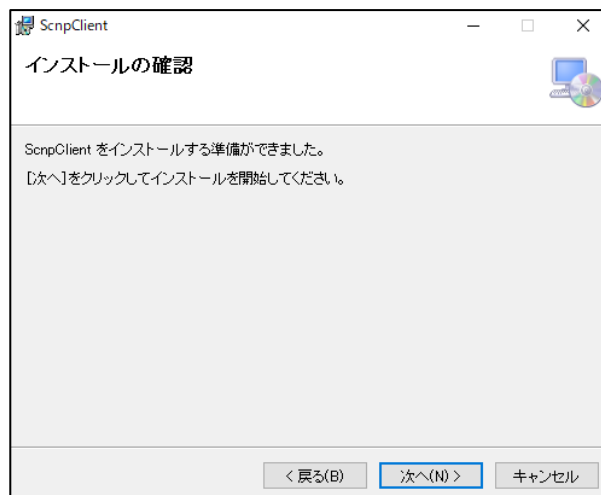 ScnpClient
インストールの確認
ScnpClient をインストールする準備ができました。
[次へ]をクリックしてインストールを開始してください。
< 戻る(B)
次へ(N) >
キャンセル